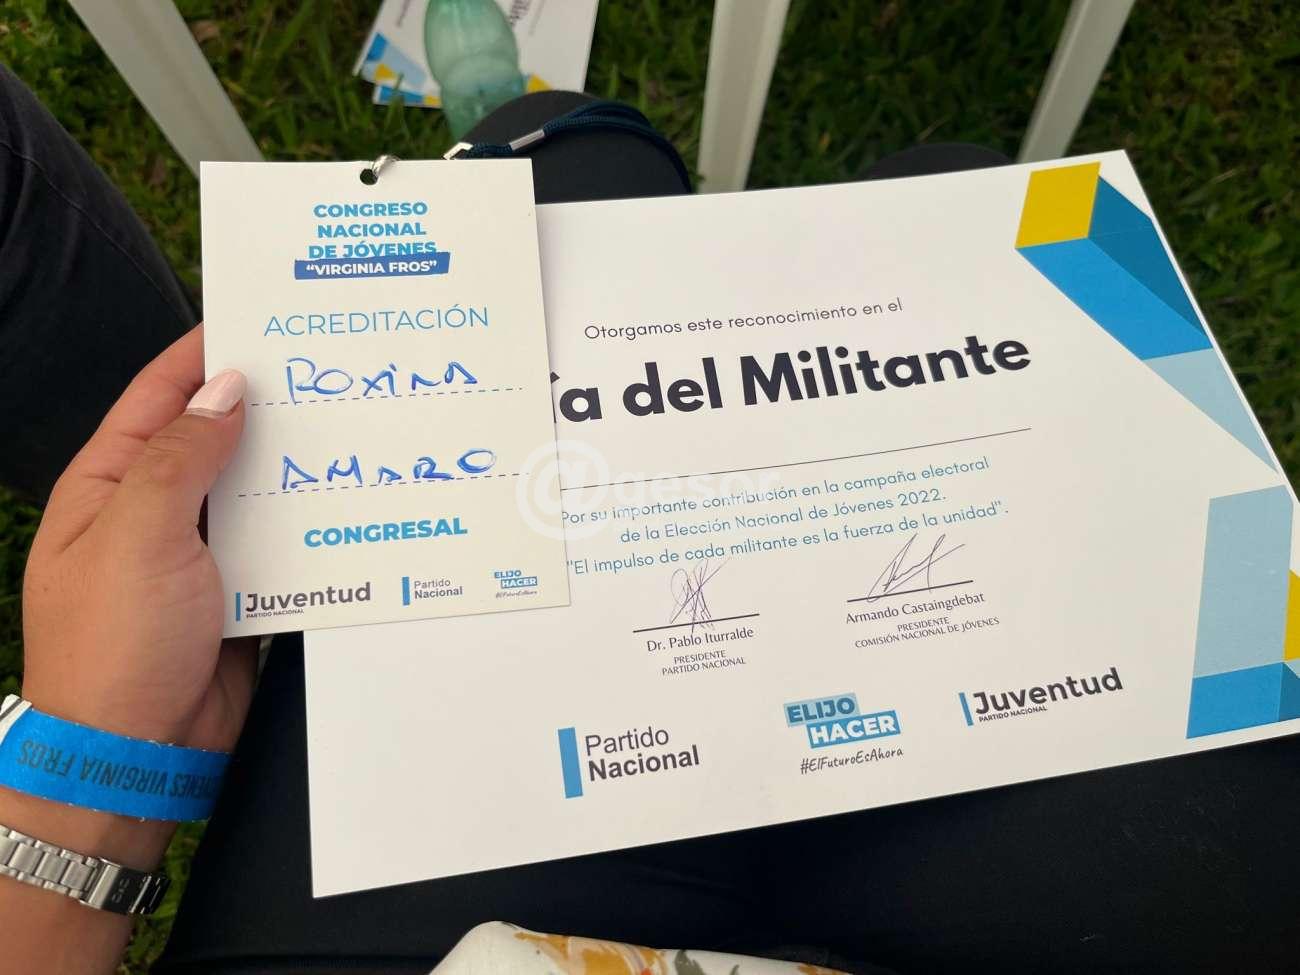 CONGRESO
NACIONAL
DE JÓVENES
"VIRGINIA FROS"
ACREDITACIÓN
ROXINA
AMARO
CONGRESAL
Juventud
PARTIDO NACIONAL
Partido
Nacional
ELIJO
HACER
#ElFuturoEsAhora
Otorgamos este reconocimiento en el
ía del Militante
Por su importante contribución en la campaña electoral
de la Elección Nacional de Jóvenes 2022.
"El impulso de cada militante es la fuerza de la unidad".
Dr. Pablo Iturralde
PRESIDENTE
PARTIDO NACIONAL
Armando Castaingdebat
PRESIDENTE
COMISIÓN NACIONAL DE JÓVENES
Partido
Nacional
ELIJO
HACER
#ElFuturoEsAhora
Juventud
PARTIDO NACIONAL
VENES VIRGINIA FROS
@gesor